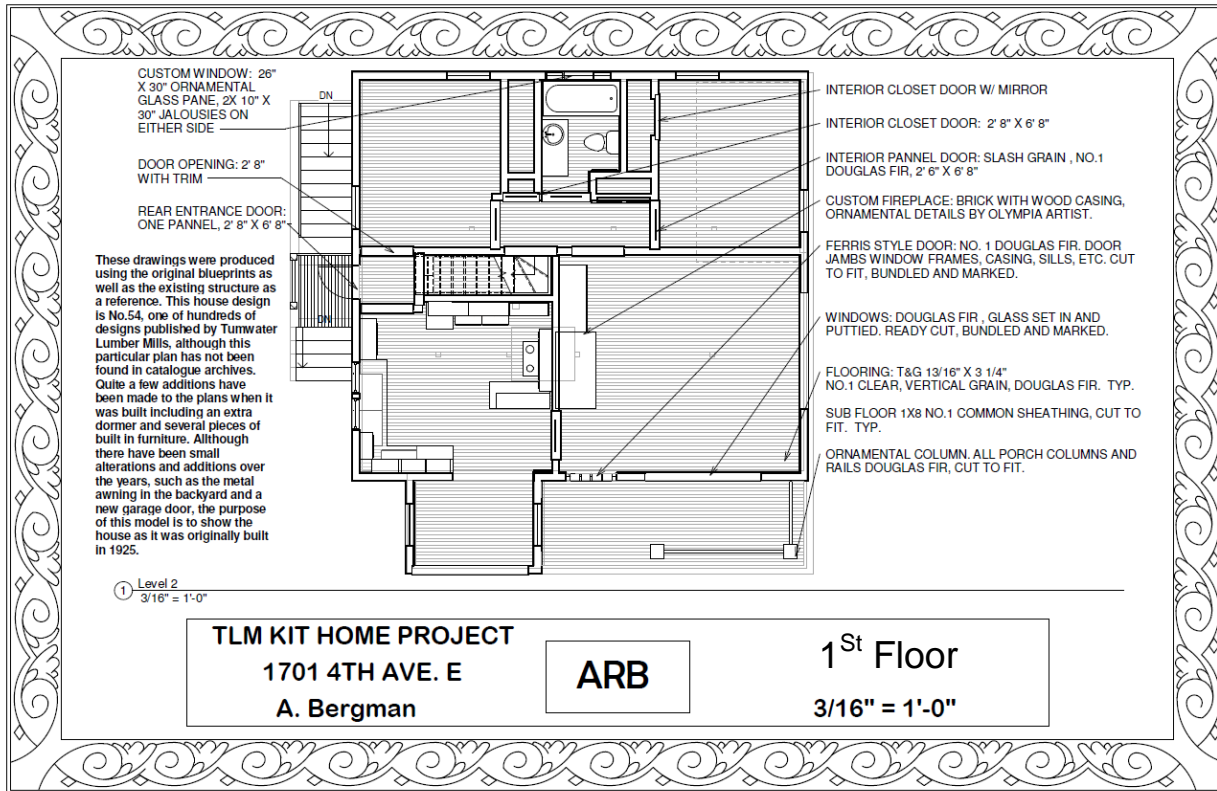 CUSTOM WINDOW: 26"
X 30" ORNAMENTAL
GLASS PANE, 2X 10" X
30" JALOUSIES ON
EITHER SIDE
DOOR OPENING: 2' 8"
WITH TRIM
REAR ENTRANCE DOOR:
ONE PANNEL, 2' 8" X 6' 8"
These drawings were produced
using the original blueprints as
well as the existing structure as
a reference. This house design
is No.54, one of hundreds of
designs published by Tumwater
Lumber Mills, although this
particular plan has not been
found in catalogue archives.
Quite a few additions have
been made to the plans when it
was built including an extra
dormer and several pieces of
built in furniture. Allthough
there have been small
alterations and additions over
the years, such as the metal
awning in the backyard and a
new garage door, the purpose
of this model is to show the
house as it was originally built
in 1925.
DN
DN
INTERIOR CLOSET DOOR W/ MIRROR
INTERIOR CLOSET DOOR: 2' 8" X 6' 8"
INTERIOR PANNEL DOOR: SLASH GRAIN , NO.1
DOUGLAS FIR, 2' 6" X 6' 8"
CUSTOM FIREPLACE: BRICK WITH WOOD CASING,
ORNAMENTAL DETAILS BY OLYMPIA ARTIST.
FERRIS STYLE DOOR: NO. 1 DOUGLAS FIR. DOOR
JAMBS WINDOW FRAMES, CASING, SILLS, ETC. CUT
TO FIT, BUNDLED AND MARKED.
WINDOWS: DOUGLAS FIR , GLASS SET IN AND
PUTTIED. READY CUT, BUNDLED AND MARKED.
FLOORING: T&G 13/16" X 3 1/4"
NO.1 CLEAR, VERTICAL GRAIN, DOUGLAS FIR. TYP.
SUB FLOOR 1X8 NO.1 COMMON SHEATHING, CUT TO
FIT. TYP.
ORNAMENTAL COLUMN. ALL PORCH COLUMNS AND
RAILS DOUGLAS FIR, CUT TO FIT.
1
Level 2
3/16" = 1'-0"
TLM KIT HOME PROJECT
1701 4TH AVE. E
A. Bergman
ARB
1St Floor
3/16" = 1'-0"